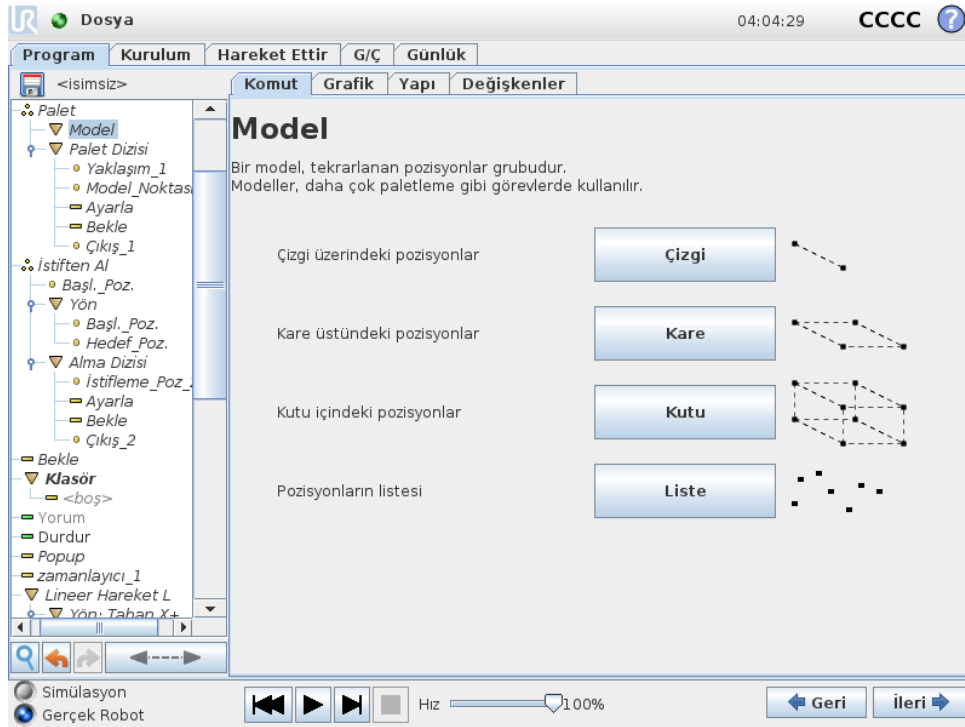 UR Dosya 04:04:29 CCCC ?
Program Kurulum Hareket Ettir G/Ç Günlük
<isimsiz>
Komut Grafik Yapı Değişkenler
Palet
Model
Palet Dizisi
Yaklaşım_1
Model_Noktas
Ayarla
Bekle
Çıkış_1
İstiften Al
Başl._Poz.
Yön
Başl._Poz.
Hedef_Poz.
Alma Dizisi
İstifleme_Poz_
Ayarla
Bekle
Çıkış_2
Bekle
Klasör
<boş>
Yorum
Durdur
Popup
zamanlayıcı_1
Lineer Hareket L
Yön: Taban X+
Model
Bir model, tekrarlanan pozisyonlar grubudur.
Modeller, daha çok paletleme gibi görevlerde kullanılır.
Çizgi üzerindeki pozisyonlar Çizgi
Kare üstündeki pozisyonlar Kare
Kutu içindeki pozisyonlar Kutu
Pozisyonların listesi Liste
Simülasyon
Gerçek Robot
Hız 100%
Geri İleri